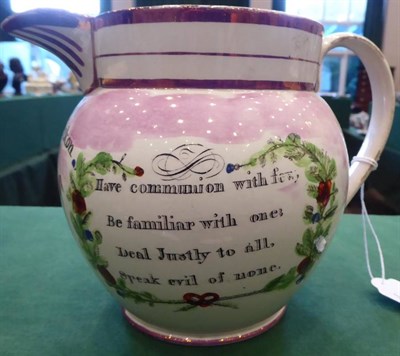 Have communion with few,
Be familiar with one;
Deal Justly to all,
speak evil of none.